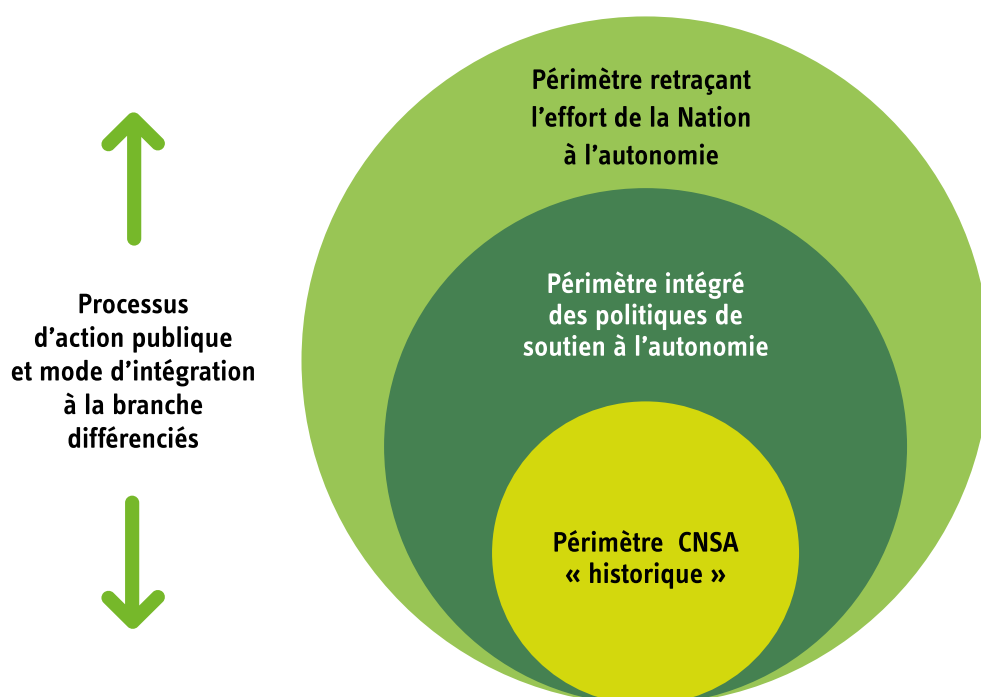 Périmètre retraçant
l'effort de la Nation
à l'autonomie
Périmètre intégré
des politiques de
soutien à l'autonomie
Périmètre CNSA
« historique »
Processus
d'action publique
et mode d'intégration
à la branche
différenciés